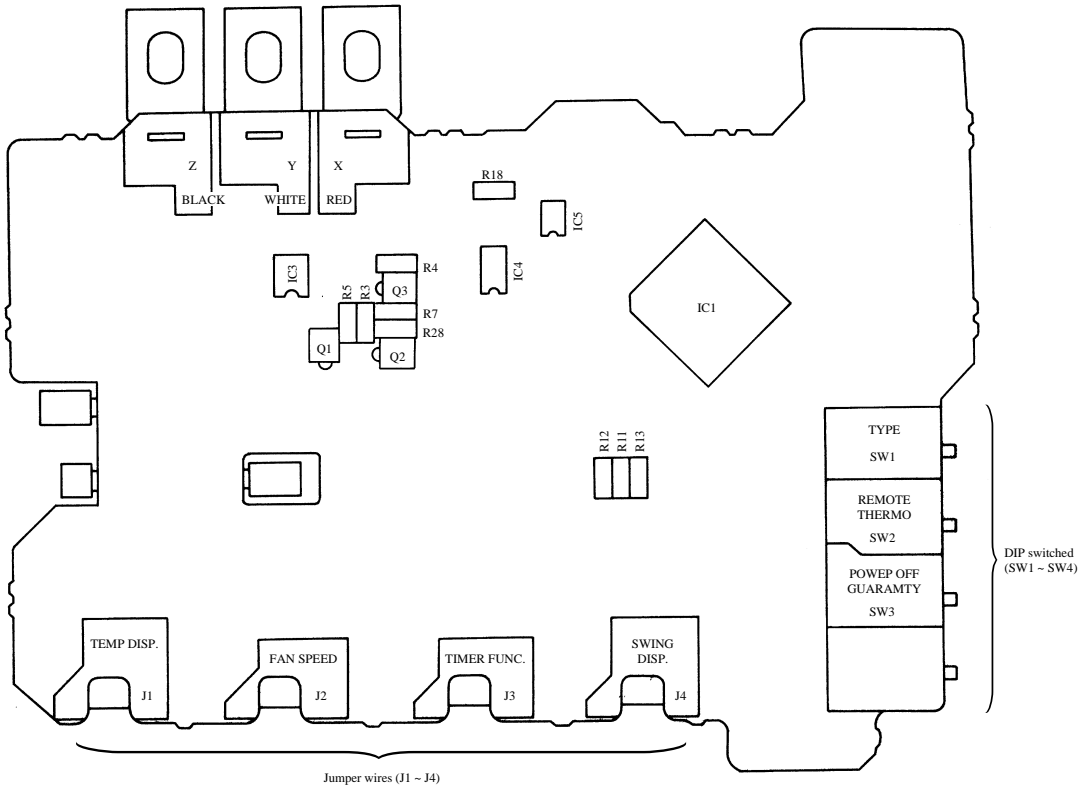 Z
Y
X
BLACK
WHITE
RED
R18
IC5
IC3
R5
R3
R4
Q3
IC4
R7
R28
Q1
Q2
IC1
R12
R11
R13
TYPE
SW1
REMOTE
THERMO
SW2
POWEP OFF
GUARAMTY
SW3
DIP switched
(SW1 ~ SW4)
TEMP DISP.
J1
FAN SPEED
J2
TIMER FUNC.
J3
SWING
DISP.
J4
Jumper wires (J1 ~ J4)